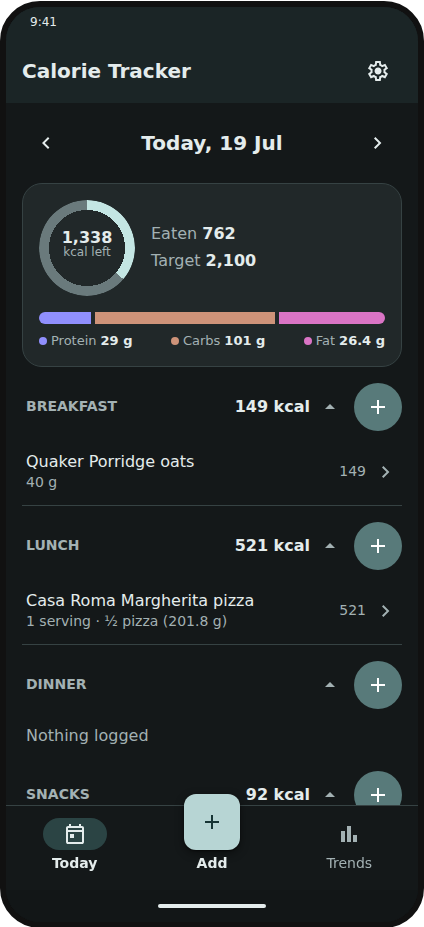 9:41
Calorie Tracker
Today, 19 Jul
1,338
kcal left
Eaten 762
Target 2,100
Protein 29 g Carbs 101 g Fat 26.4 g
BREAKFAST 149 kcal
Quaker Porridge oats
40 g
149
LUNCH 521 kcal
Casa Roma Margherita pizza
1 serving · ½ pizza (201.8 g)
521
DINNER
Nothing logged
SNACKS 92 kcal
Today Add Trends